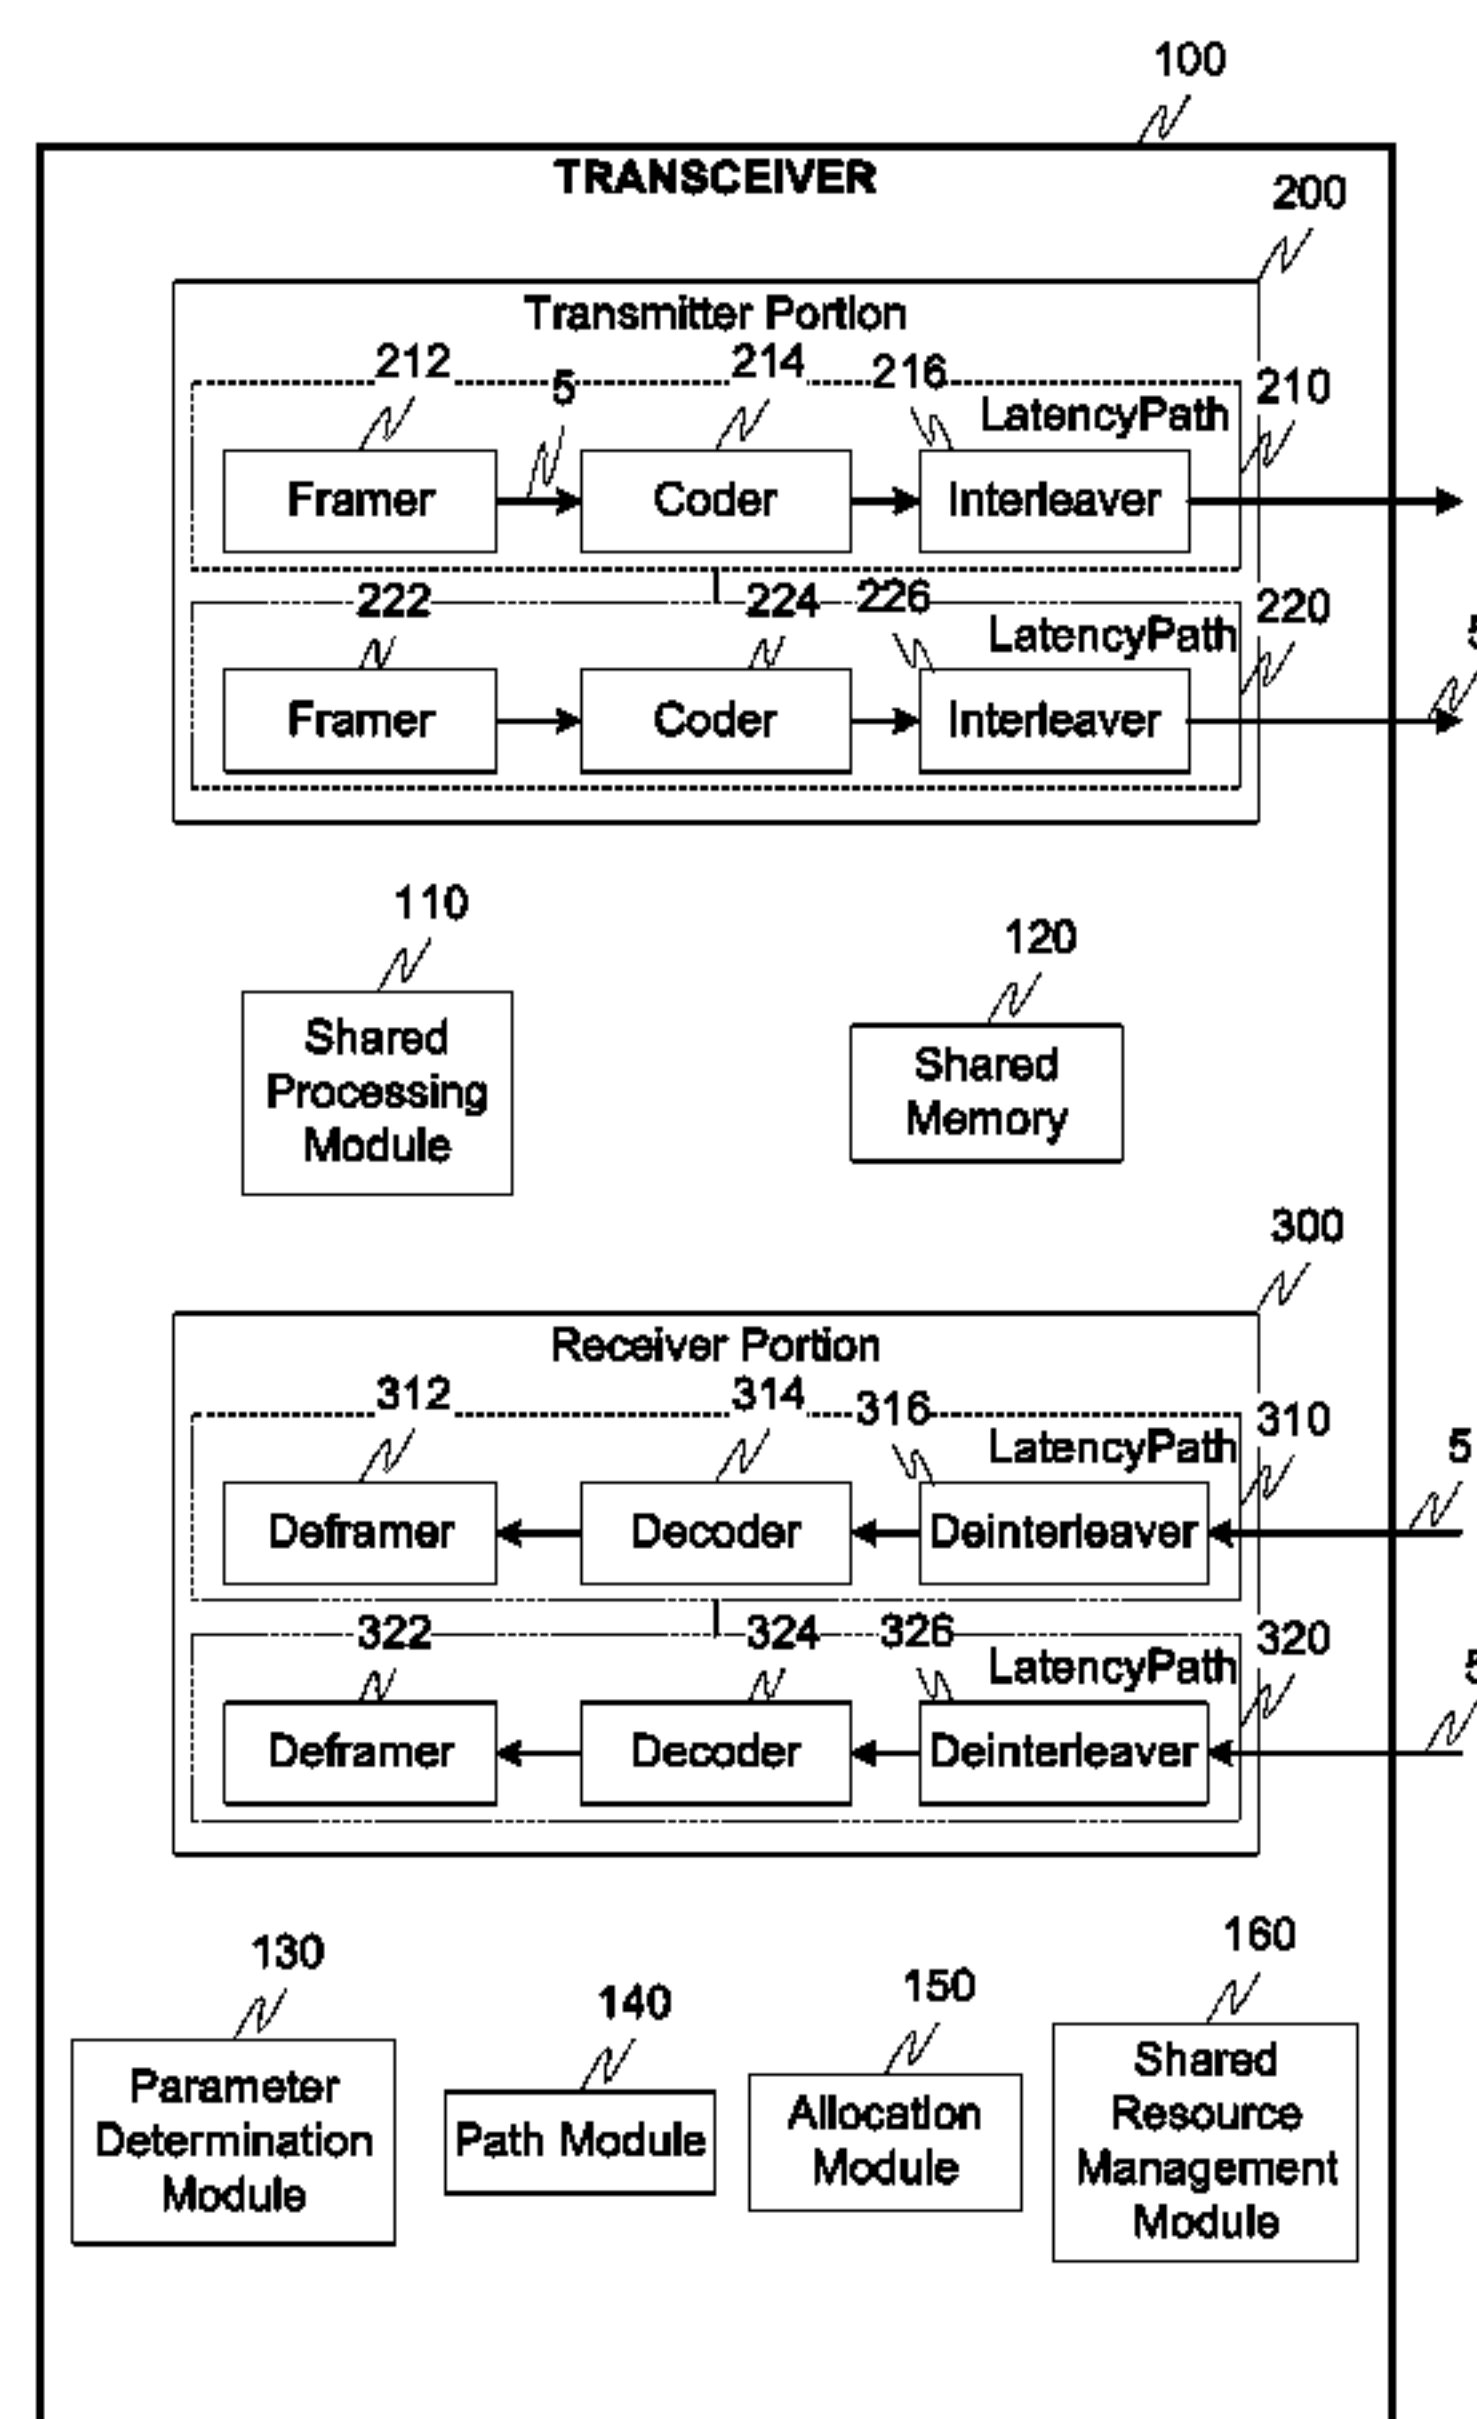 100
TRANSCEIVER
200
Transmitter Portion
212 5 214 216 210
LatencyPath
Framer Coder Interleaver
222 224 226 220
LatencyPath 5
Framer Coder Interleaver
110
120
Shared
Processing
Module
Shared
Memory
300
Receiver Portion
312 314 316 310
LatencyPath 5
Deframer Decoder Deinterleaver
322 324 326 320
LatencyPath 5
Deframer Decoder Deinterleaver
130
140
150
160
Parameter
Determination
Module
Path Module
Allocation
Module
Shared
Resource
Management
Module